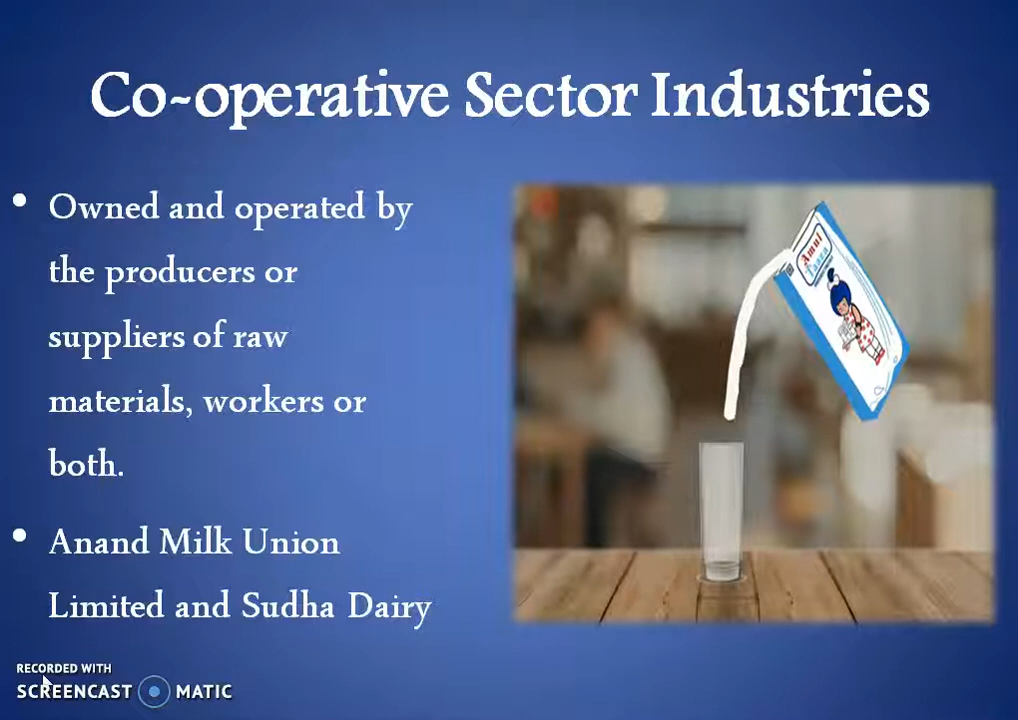 Co-operative Sector Industries
• Owned and operated by
the producers or
suppliers of raw
materials, workers or
both.
• Anand Milk Union
Limited and Sudha Dairy
Amul
Taaza
RECORDED WITH
SCREENCAST MATIC